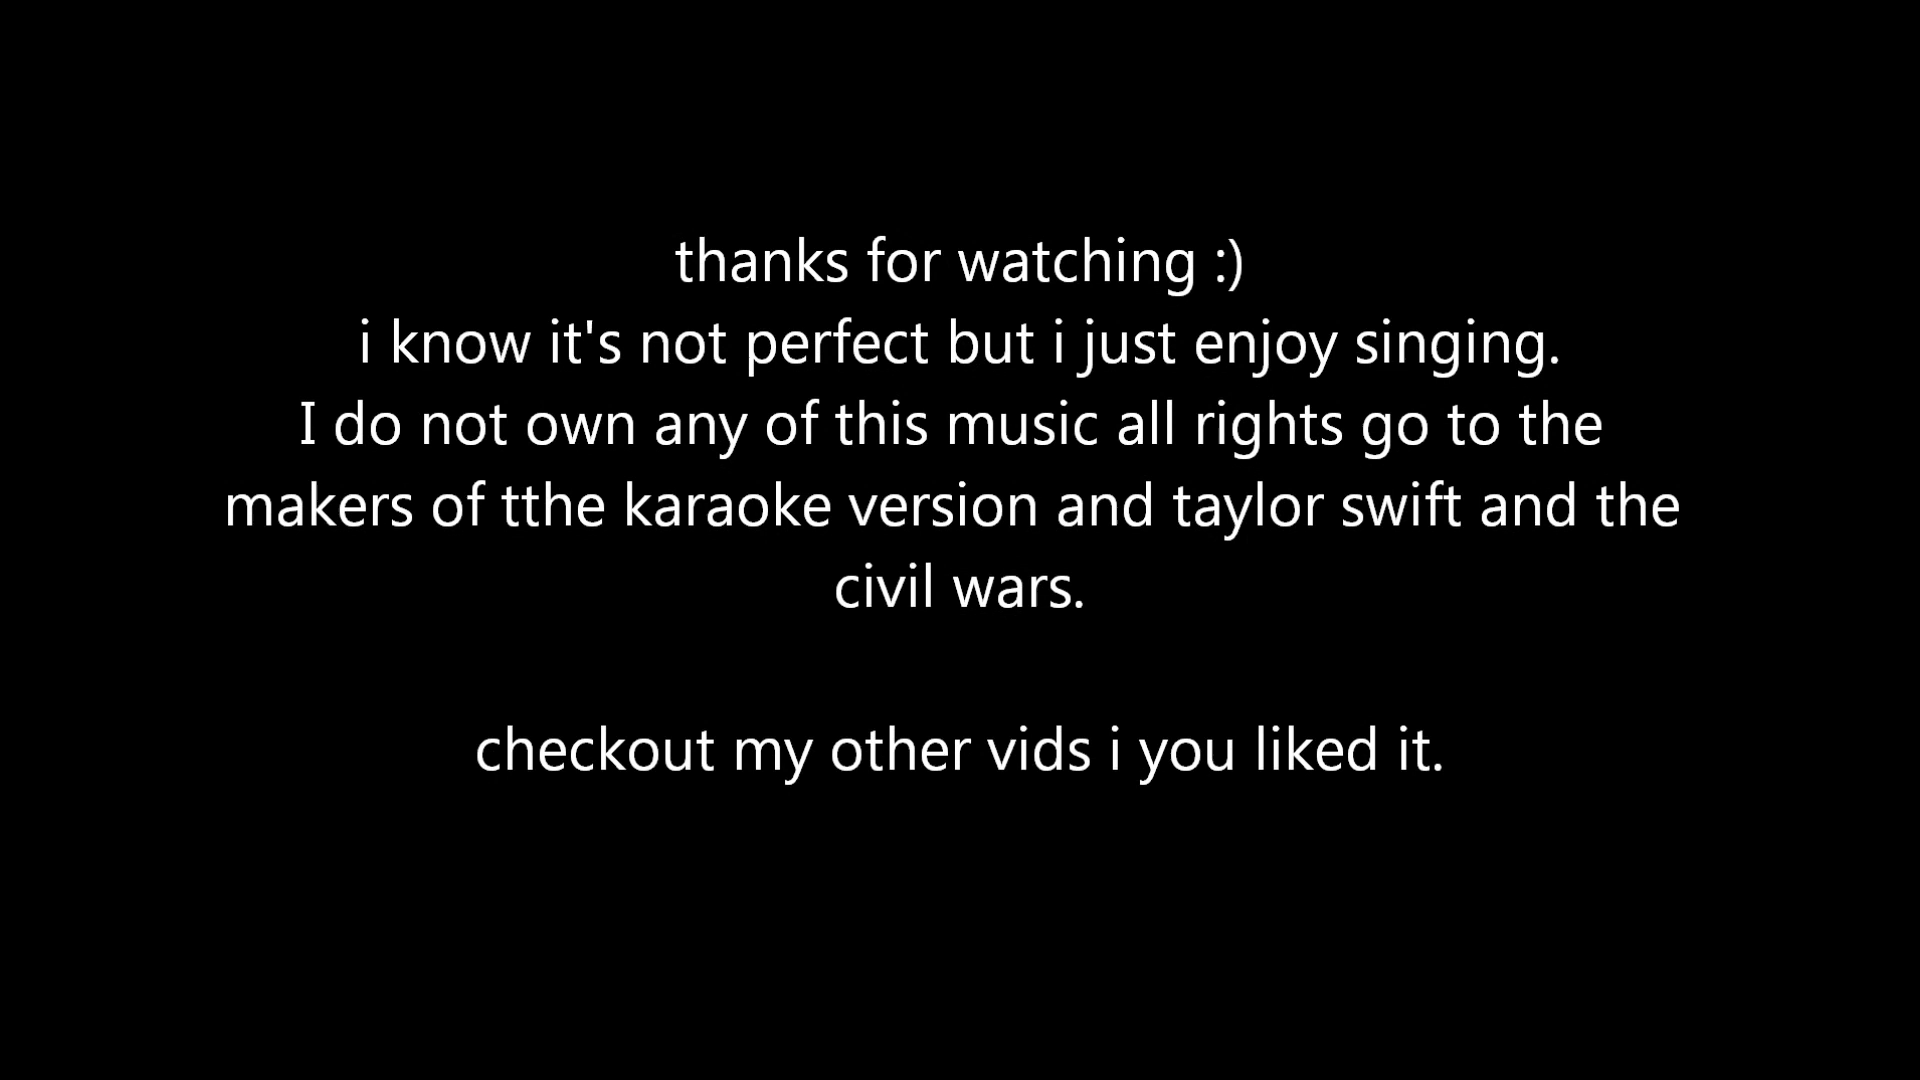 thanks for watching :)
i know it's not perfect but i just enjoy singing.
I do not own any of this music all rights go to the
makers of tthe karaoke version and taylor swift and the
civil wars.
checkout my other vids i you liked it.